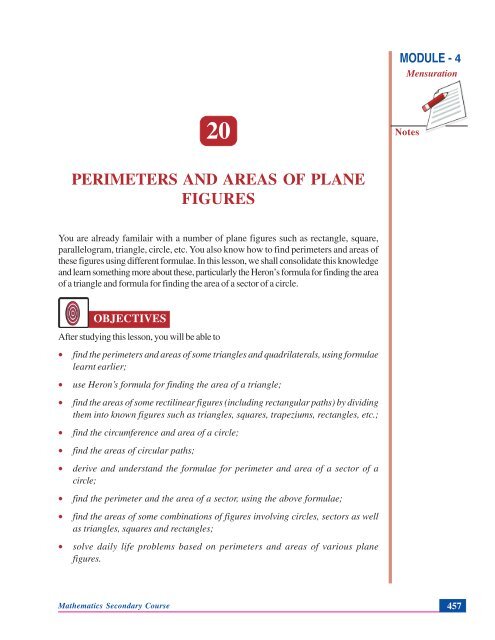 MODULE - 4
Mensuration
Notes
20
PERIMETERS AND AREAS OF PLANE
FIGURES
You are already familair with a number of plane figures such as rectangle, square,
parallelogram, triangle, circle, etc. You also know how to find perimeters and areas of
these figures using different formulae. In this lesson, we shall consolidate this knowledge
and learn something more about these, particularly the Heron's formula for finding the area
of a triangle and formula for finding the area of a sector of a circle.
OBJECTIVES
After studying this lesson, you will be able to
• find the perimeters and areas of some triangles and quadrilaterals, using formulae
learnt earlier;
• use Heron's formula for finding the area of a triangle;
• find the areas of some rectilinear figures (including rectangular paths) by dividing
them into known figures such as triangles, squares, trapeziums, rectangles, etc.;
• find the circumference and area of a circle;
• find the areas of circular paths;
• derive and understand the formulae for perimeter and area of a sector of a
circle;
• find the perimeter and the area of a sector, using the above formulae;
• find the areas of some combinations of figures involving circles, sectors as well
as triangles, squares and rectangles;
• solve daily life problems based on perimeters and areas of various plane
figures.
Mathematics Secondary Course
457